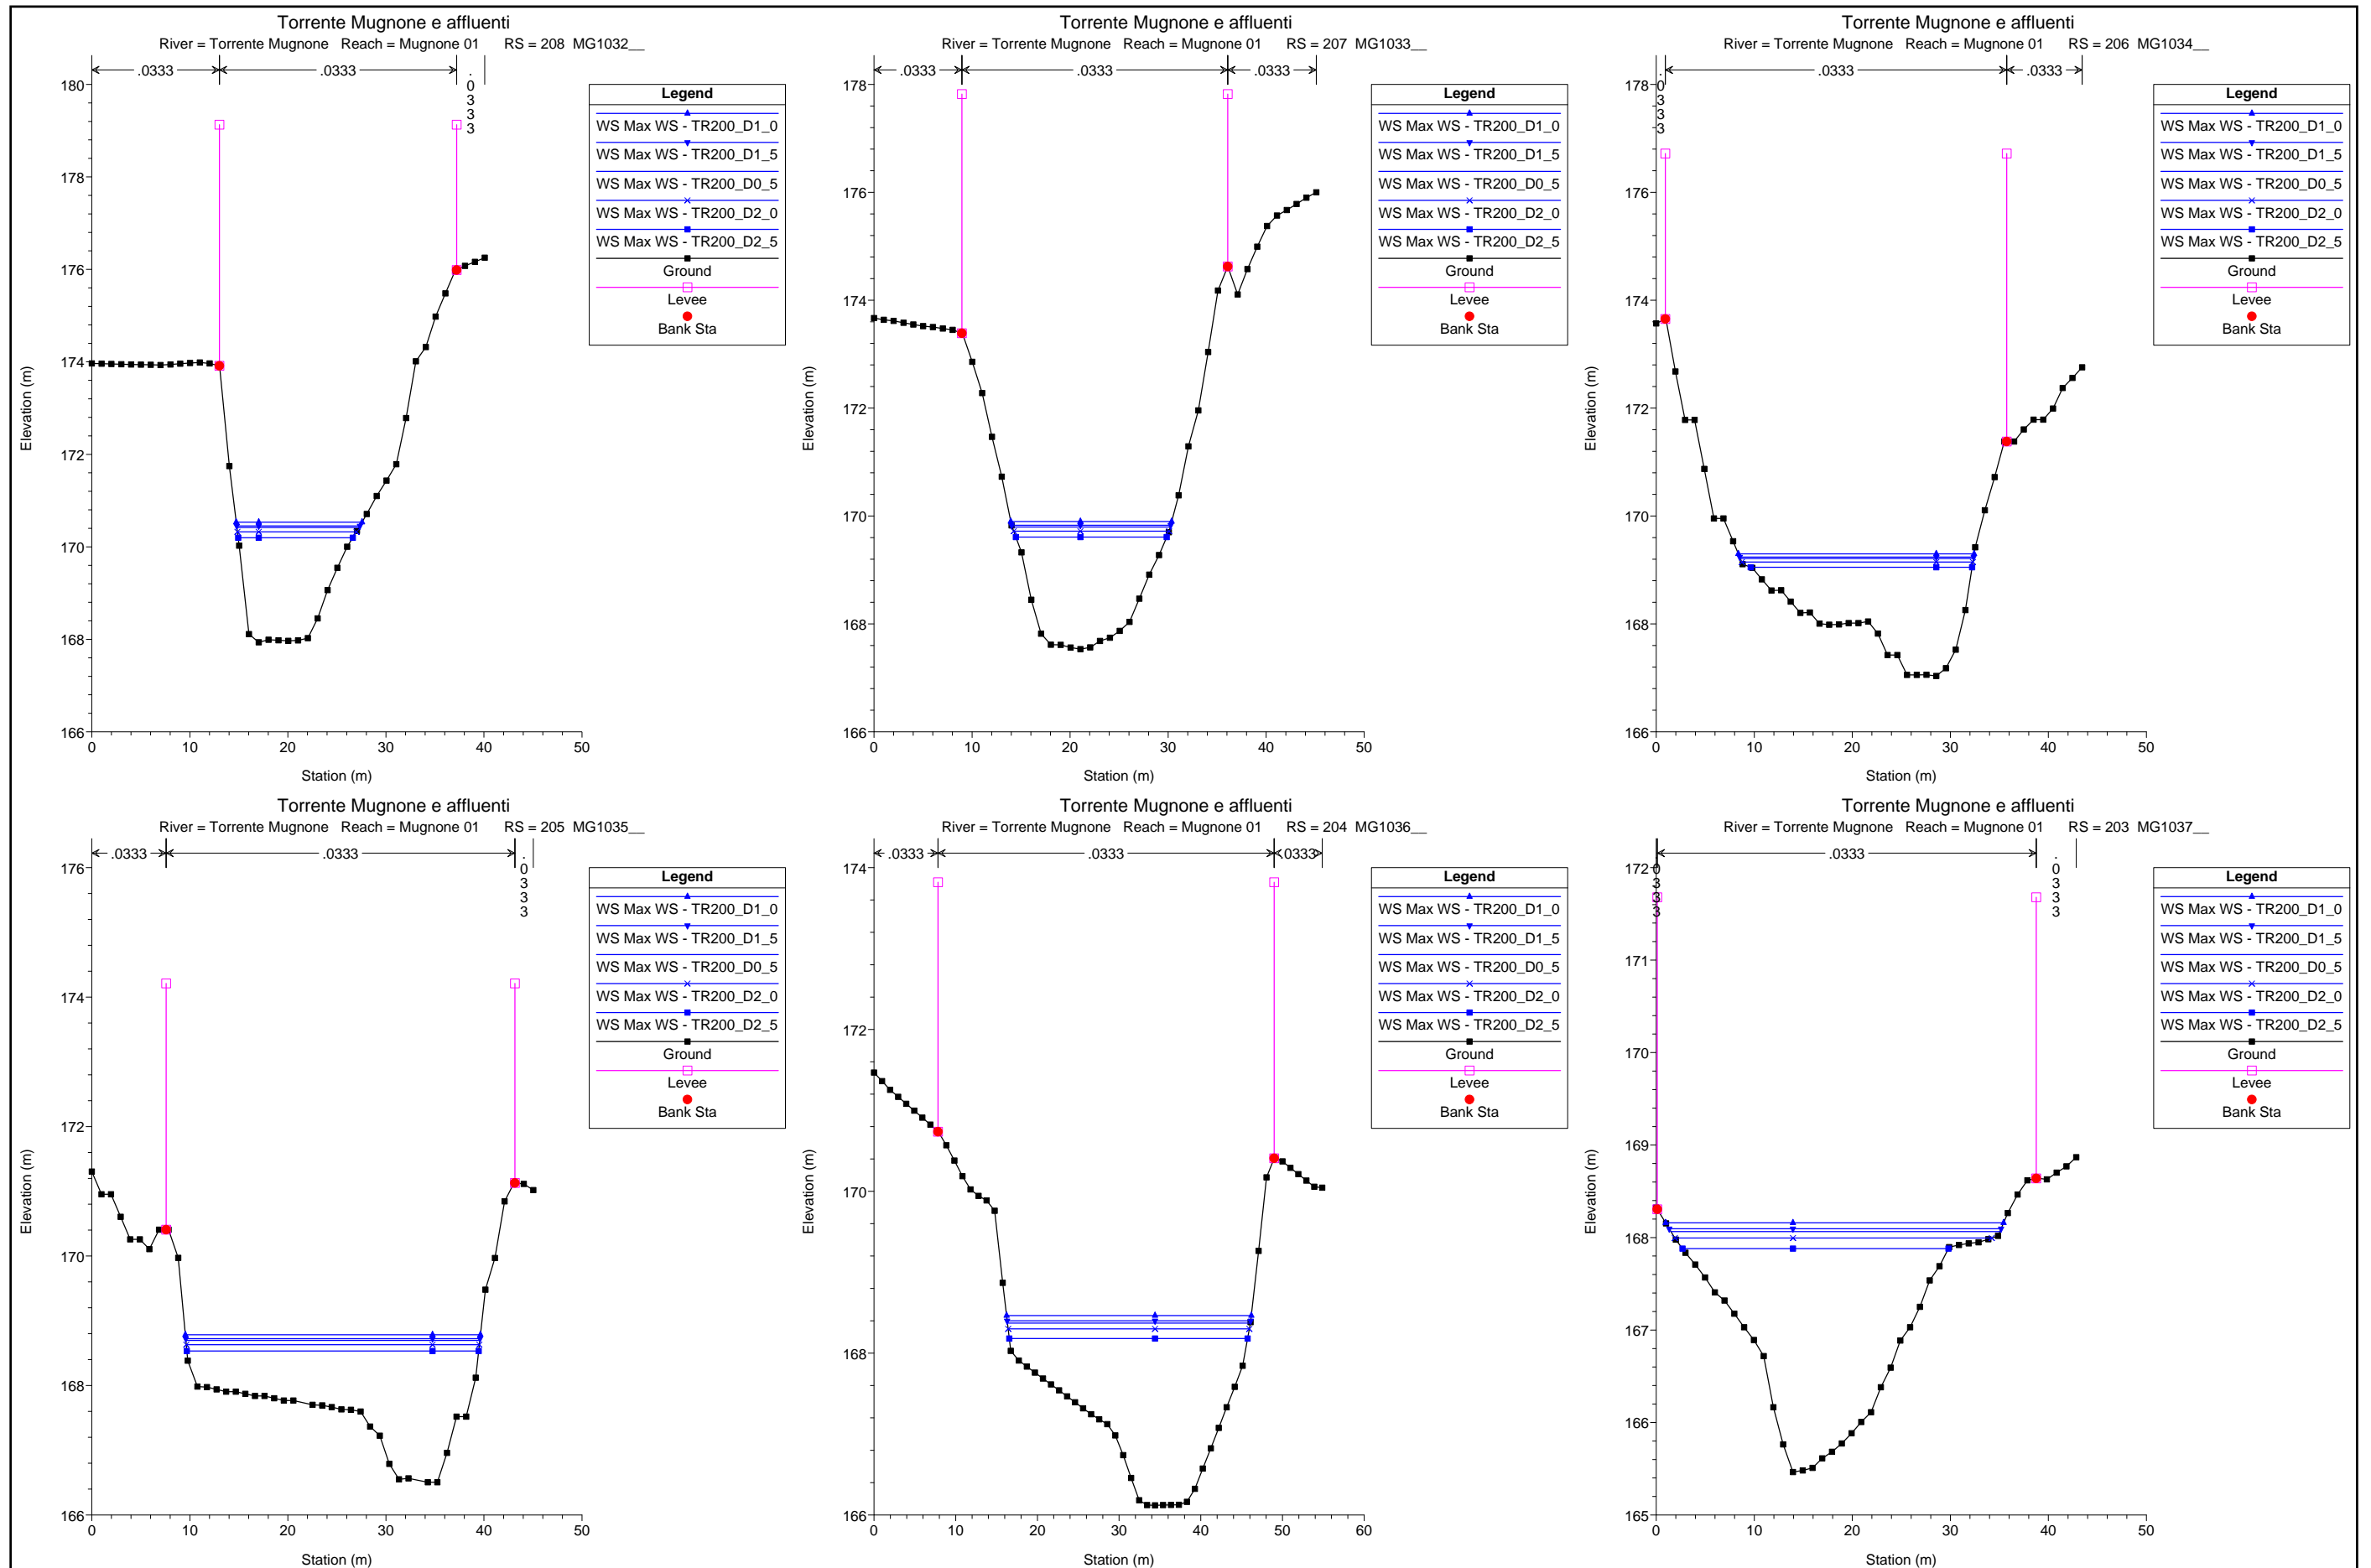 Torrente Mugnone e affluenti
River = Torrente Mugnone Reach = Mugnone 01 RS = 208 MG1032__
.0333
.0333
.0333
Elevation (m)
180
178
176
174
172
170
168
166
0 10 20 30 40 50
Station (m)
Legend
WS Max WS - TR200_D1_0
WS Max WS - TR200_D1_5
WS Max WS - TR200_D0_5
WS Max WS - TR200_D2_0
WS Max WS - TR200_D2_5
Ground
Levee
Bank Sta
Torrente Mugnone e affluenti
River = Torrente Mugnone Reach = Mugnone 01 RS = 207 MG1033__
.0333
.0333
.0333
Elevation (m)
178
176
174
172
170
168
166
0 10 20 30 40 50
Station (m)
Legend
WS Max WS - TR200_D1_0
WS Max WS - TR200_D1_5
WS Max WS - TR200_D0_5
WS Max WS - TR200_D2_0
WS Max WS - TR200_D2_5
Ground
Levee
Bank Sta
Torrente Mugnone e affluenti
River = Torrente Mugnone Reach = Mugnone 01 RS = 206 MG1034__
.0333
.0333
.0333
Elevation (m)
178
176
174
172
170
168
166
0 10 20 30 40 50
Station (m)
Legend
WS Max WS - TR200_D1_0
WS Max WS - TR200_D1_5
WS Max WS - TR200_D0_5
WS Max WS - TR200_D2_0
WS Max WS - TR200_D2_5
Ground
Levee
Bank Sta
Torrente Mugnone e affluenti
River = Torrente Mugnone Reach = Mugnone 01 RS = 205 MG1035__
.0333
.0333
.0333
Elevation (m)
176
174
172
170
168
166
0 10 20 30 40 50
Station (m)
Legend
WS Max WS - TR200_D1_0
WS Max WS - TR200_D1_5
WS Max WS - TR200_D0_5
WS Max WS - TR200_D2_0
WS Max WS - TR200_D2_5
Ground
Levee
Bank Sta
Torrente Mugnone e affluenti
River = Torrente Mugnone Reach = Mugnone 01 RS = 204 MG1036__
.0333
.0333
.0333
Elevation (m)
174
172
170
168
166
0 10 20 30 40 50 60
Station (m)
Legend
WS Max WS - TR200_D1_0
WS Max WS - TR200_D1_5
WS Max WS - TR200_D0_5
WS Max WS - TR200_D2_0
WS Max WS - TR200_D2_5
Ground
Levee
Bank Sta
Torrente Mugnone e affluenti
River = Torrente Mugnone Reach = Mugnone 01 RS = 203 MG1037__
.0333
.0333
.0333
Elevation (m)
172
171
170
169
168
167
166
165
0 10 20 30 40 50
Station (m)
Legend
WS Max WS - TR200_D1_0
WS Max WS - TR200_D1_5
WS Max WS - TR200_D0_5
WS Max WS - TR200_D2_0
WS Max WS - TR200_D2_5
Ground
Levee
Bank Sta